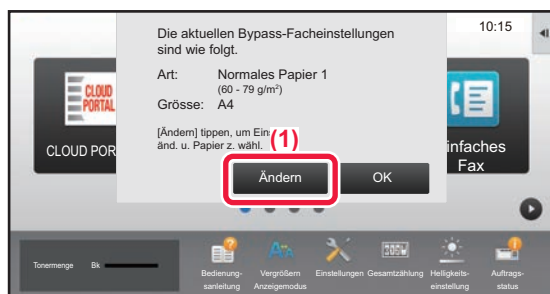 Die aktuellen Bypass-Facheinstellungen
sind wie folgt.
10:15
Art: Normales Papier 1
(60 - 79 g/m²)
Grösse: A4
[Ändern] tippen, um Ein
änd. u. Papier z. wähl.
(1)
Ändern
OK
CLOUD
PORTAL
CLOUD POR
infaches
Fax
Tonermenge Bk
Bedienung-
sanleitung
Vergrößern
Anzeigemodus
Einstellungen
Gesamtzählung
Helligkeits-
einstellung
Auftrags-
status